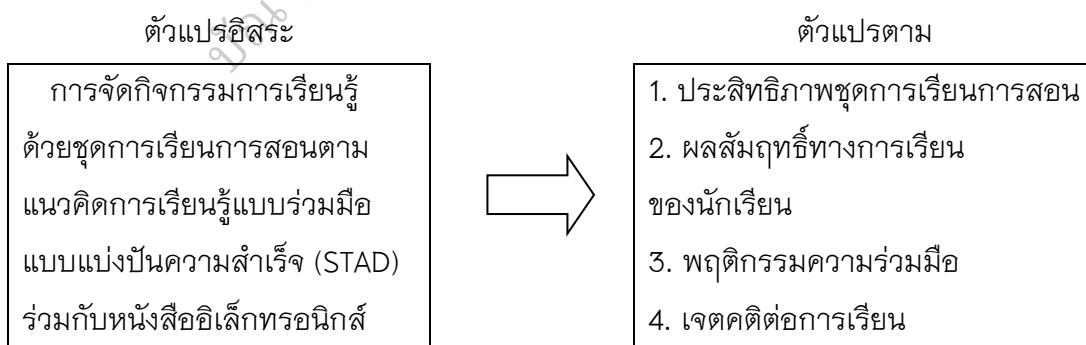 ตัวแปรอิสระ
การจัดกิจกรรมการเรียนรู้
ด้วยชุดการเรียนการสอนตาม
แนวคิดการเรียนรู้แบบร่วมมือ
แบบแบ่งปันความสำเร็จ (STAD)
ร่วมกับหนังสืออิเล็กทรอนิกส์
ตัวแปรตาม
1. ประสิทธิภาพชุดการเรียนการสอน
2. ผลสัมฤทธิ์ทางการเรียน
ของนักเรียน
3. พฤติกรรมความร่วมมือ
4. เจตคติต่อการเรียน